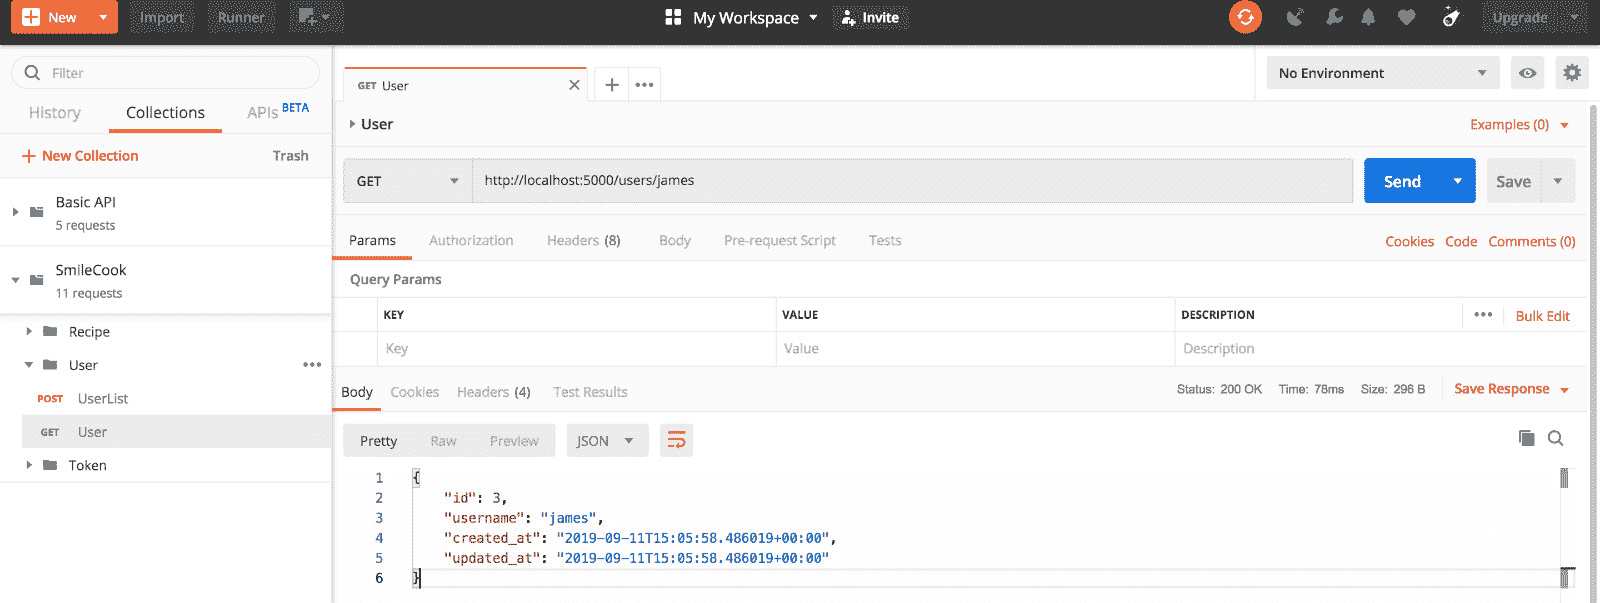 New Import Runner My Workspace Invite Upgrade
Filter
History Collections APIs BETA
+ New Collection Trash
Basic API
5 requests
SmileCook
11 requests
Recipe
User
POST UserList
GET User
Token
GET User
No Environment
User Examples (0)
GET http://localhost:5000/users/james Send Save
Params Authorization Headers (8) Body Pre-request Script Tests Cookies Code Comments (0)
Query Params
KEY VALUE DESCRIPTION Bulk Edit
Key Value Description
Body Cookies Headers (4) Test Results Status: 200 OK Time: 78ms Size: 296 B Save Response
Pretty Raw Preview JSON
1 {
2 "id": 3,
3 "username": "james",
4 "created_at": "2019-09-11T15:05:58.486019+00:00",
5 "updated_at": "2019-09-11T15:05:58.486019+00:00"
6 }